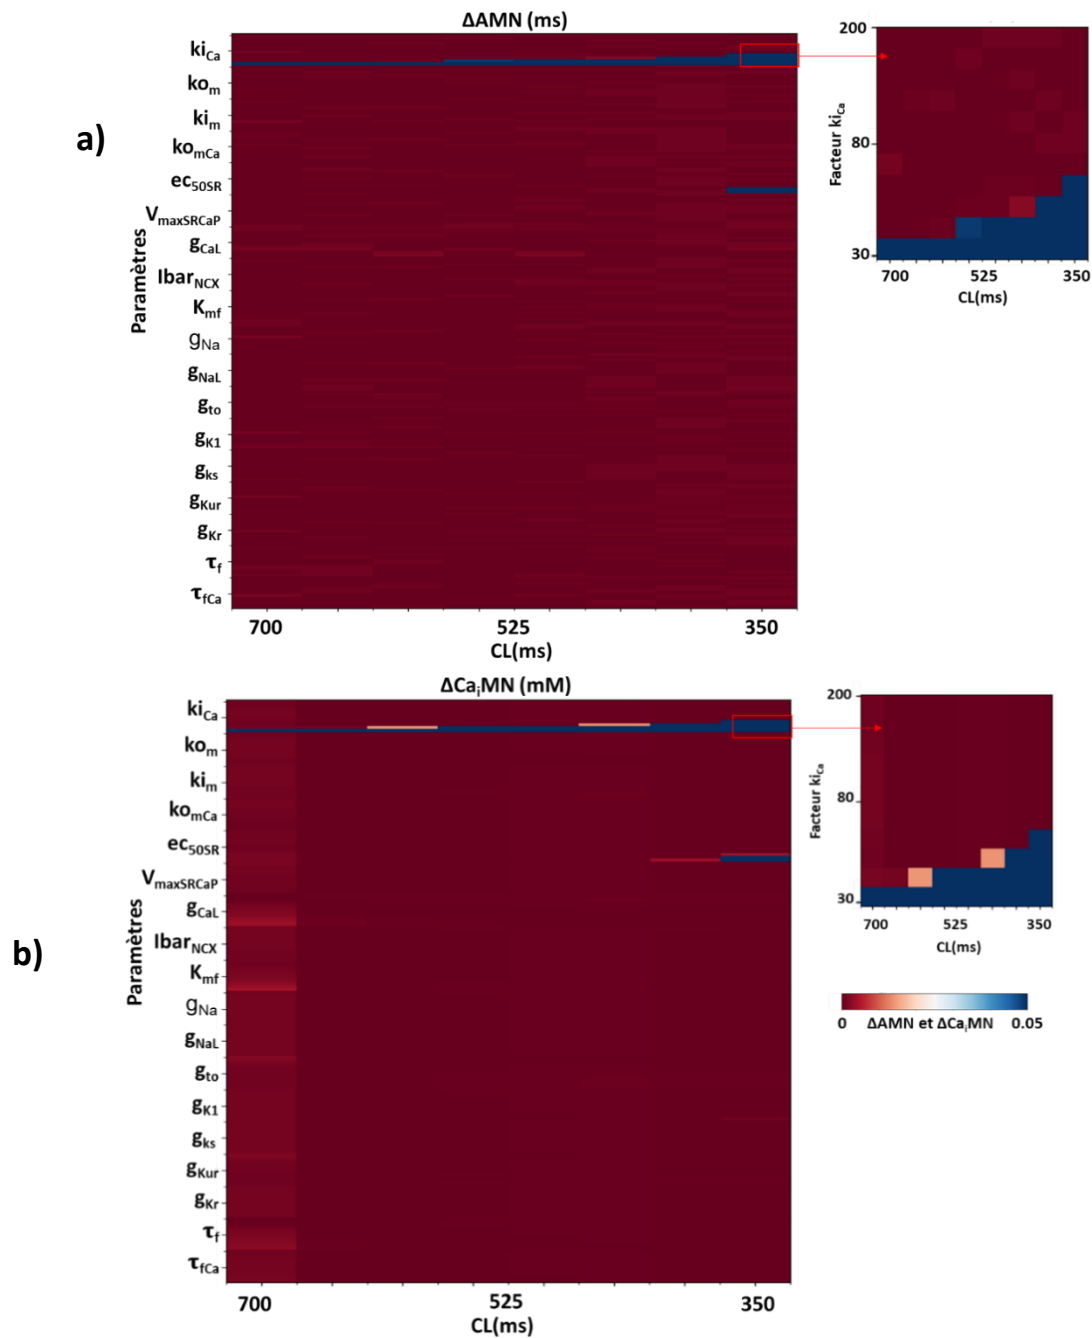 a)
ΔAMN (ms)
Paramètres
ki_Ca
ko_m
ki_m
ko_mCa
ec_50SR
V_maxSRCaP
g_CaL
Ibar_NCX
K_mf
g_Na
g_NaL
g_to
g_K1
g_ks
g_Kur
g_Kr
τ_f
τ_fCa
700 525 350
CL(ms)
Facteur ki_Ca
200
80
30
700 525 350
CL(ms)
b)
ΔCa_iMN (mM)
Paramètres
ki_Ca
ko_m
ki_m
ko_mCa
ec_50SR
V_maxSRCaP
g_CaL
Ibar_NCX
K_mf
g_Na
g_NaL
g_to
g_K1
g_ks
g_Kur
g_Kr
τ_f
τ_fCa
700 525 350
CL(ms)
Facteur ki_Ca
200
80
30
700 525 350
CL(ms)
0 ΔAMN et ΔCa_iMN 0.05